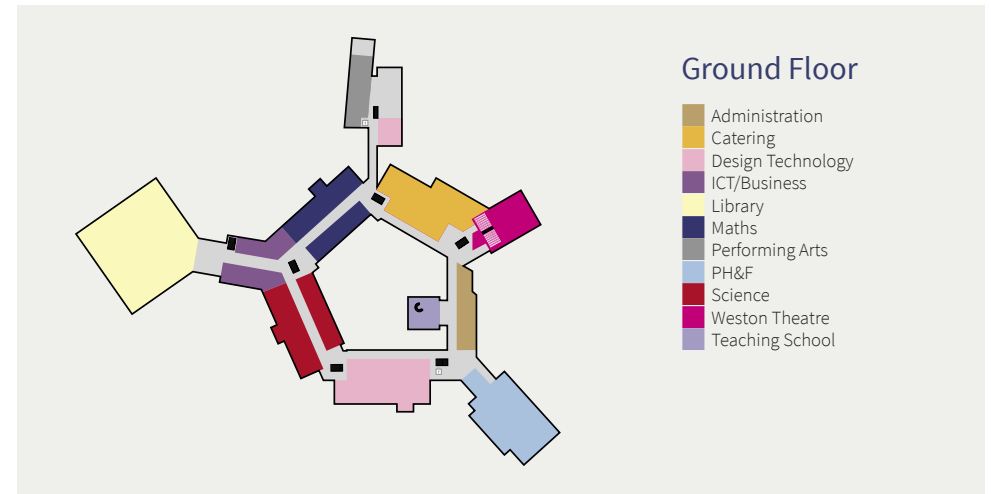 Ground Floor
Administration
Catering
Design Technology
ICT/Business
Library
Maths
Performing Arts
PH&F
Science
Weston Theatre
Teaching School